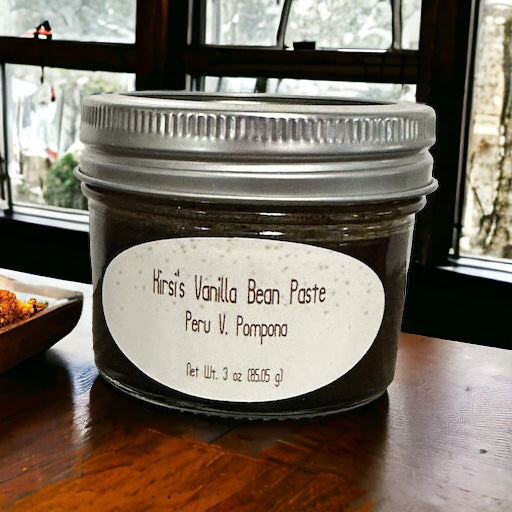 Kirsi's Vanilla Bean Paste
Peru V. Pompona
Net Wt. 3 oz (85.05 g)